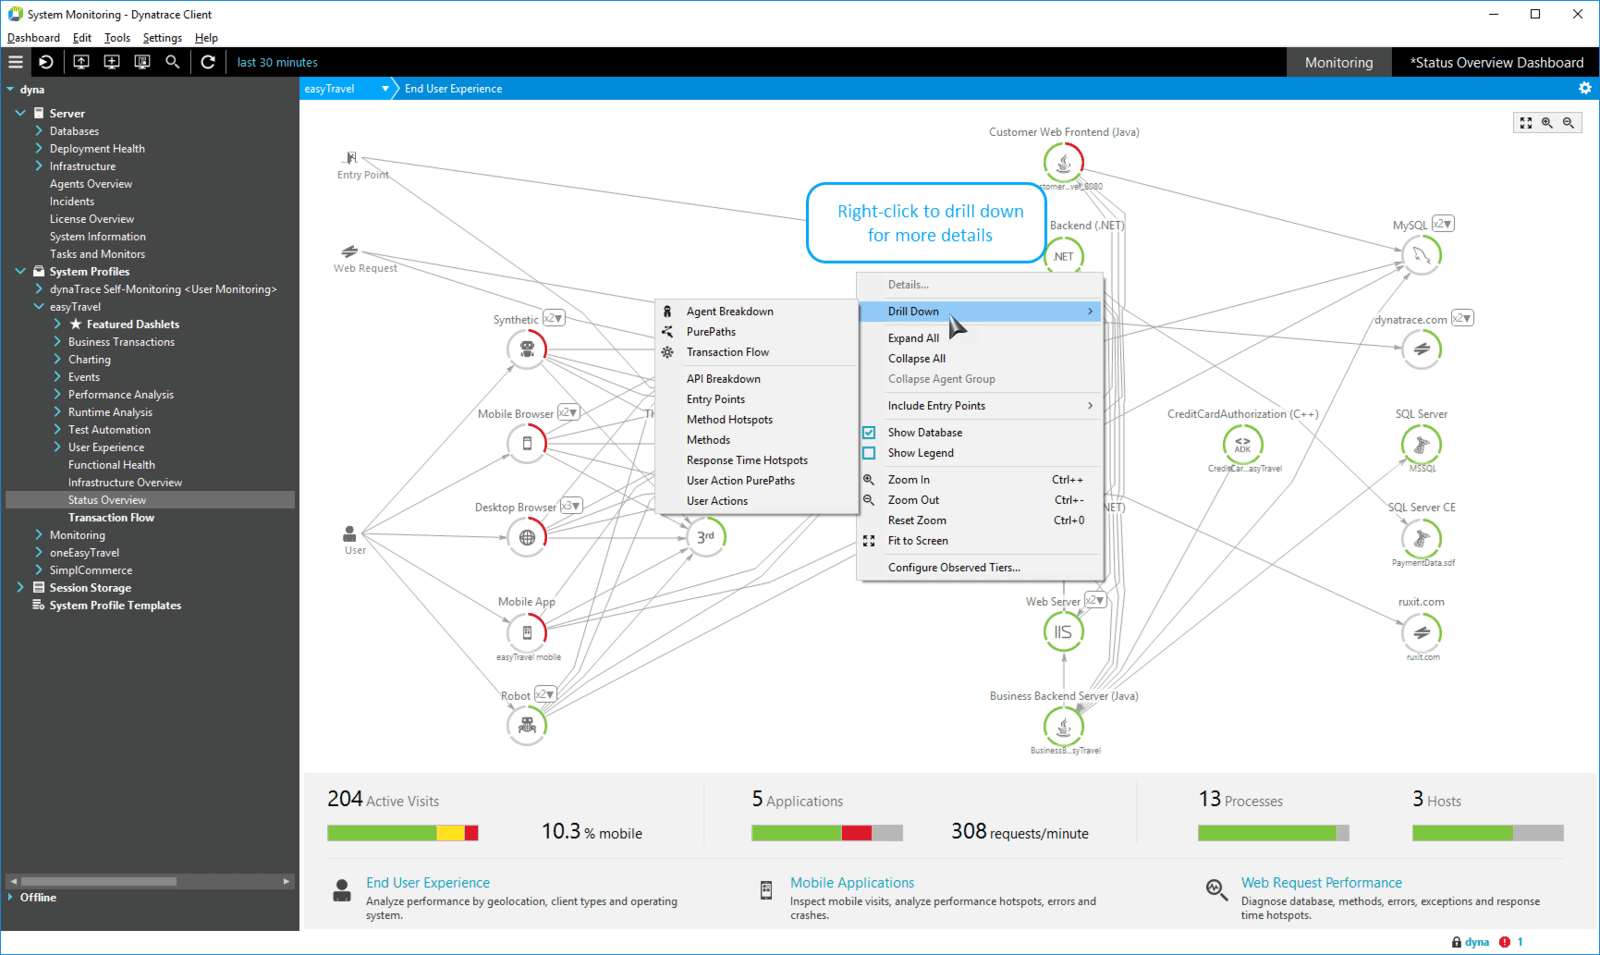 System Monitoring - Dynatrace Client
Dashboard Edit Tools Settings Help
last 30 minutes
Monitoring
*Status Overview Dashboard
dyna
Server
Databases
Deployment Health
Infrastructure
Agents Overview
Incidents
License Overview
System Information
Tasks and Monitors
System Profiles
dynaTrace Self-Monitoring <User Monitoring>
easyTravel
Featured Dashlets
Business Transactions
Charting
Events
Performance Analysis
Runtime Analysis
Test Automation
User Experience
Functional Health
Infrastructure Overview
Status Overview
Transaction Flow
Monitoring
oneEasyTravel
SimplCommerce
Session Storage
System Profile Templates
Offline
easyTravel
End User Experience
Entry Point
Web Request
Synthetic x2
Mobile Browser x2
Desktop Browser x3
User
Mobile App
easyTravel mobile
Robot x2
3rd
Customer Web Frontend (Java)
Right-click to drill down
for more details
Backend (.NET)
.NET
Agent Breakdown
PurePaths
Transaction Flow
API Breakdown
Entry Points
Method Hotspots
Methods
Response Time Hotspots
User Action PurePaths
User Actions
Details...
Drill Down
Expand All
Collapse All
Collapse Agent Group
Include Entry Points
Show Database
Show Legend
Zoom In Ctrl++
Zoom Out Ctrl+-
Reset Zoom Ctrl+0
Fit to Screen
Configure Observed Tiers...
Web Server x2
IIS
Business Backend Server (Java)
BusinessB...syTravel
MySQL x2
dynatrace.com x2
CreditCardAuthorization (C++)
ADK
CreditCar...asyTravel
SQL Server
MSSQL
SQL Server CE
PaymentData.sdf
ruxit.com
ruxit.com
204 Active Visits
10.3 % mobile
5 Applications
308 requests/minute
13 Processes
3 Hosts
End User Experience
Analyze performance by geolocation, client types and operating
system.
Mobile Applications
Inspect mobile visits, analyze performance hotspots, errors and
crashes.
Web Request Performance
Diagnose database, methods, errors, exceptions and response
time hotspots.
dyna 1